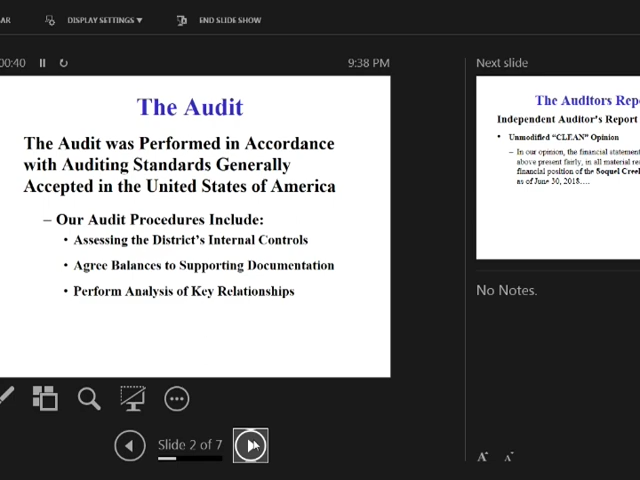 AR
DISPLAY SETTINGS ▼
END SLIDE SHOW
00:40
9:38 PM
The Audit
The Audit was Performed in Accordance
with Auditing Standards Generally
Accepted in the United States of America
– Our Audit Procedures Include:
• Assessing the District's Internal Controls
• Agree Balances to Supporting Documentation
• Perform Analysis of Key Relationships
Slide 2 of 7
Next slide
The Auditors Repo
Independent Auditor's Report
• Unmodified “CLEAN” Opinion
– In our opinion, the financial statement
above present fairly, in all material res
financial position of the Soquel Creel
as of June 30, 2018….
No Notes.
A A